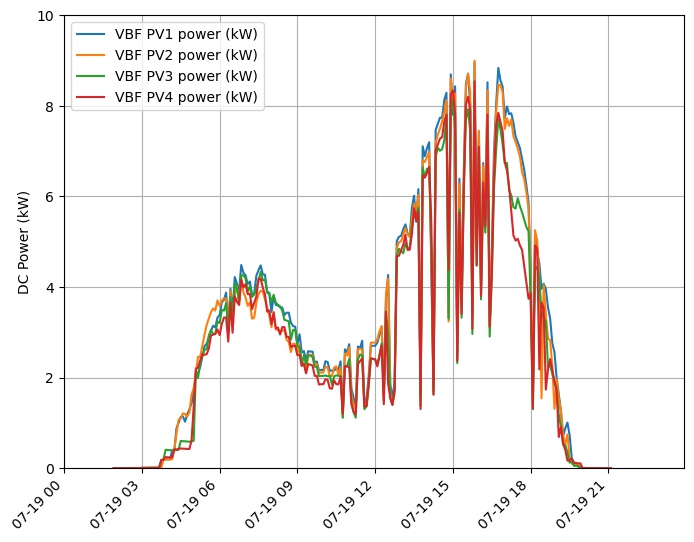 10
8
6
4
2
0
DC Power (kW)
VBF PV1 power (kW)
VBF PV2 power (kW)
VBF PV3 power (kW)
VBF PV4 power (kW)
07-19 00
07-19 03
07-19 06
07-19 09
07-19 12
07-19 15
07-19 18
07-19 21